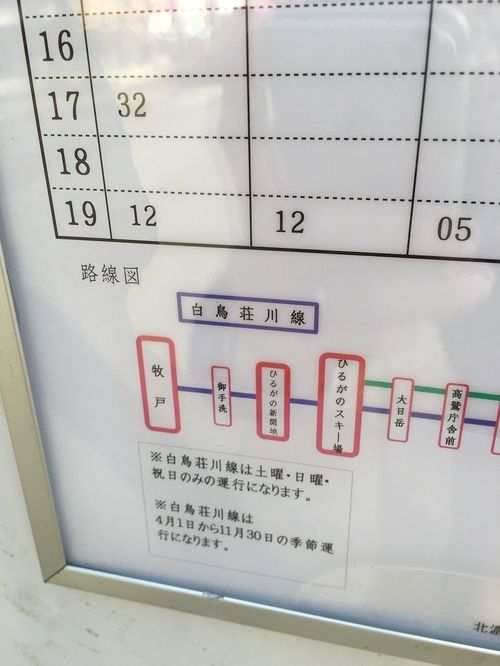 16
17 32
18
19 12 12 05
路線図
白鳥荘川線
牧戸
御手洗
ひるがの新開地
ひるがのスキー場
大日岳
高鷲庁舎前
※白鳥荘川線は土曜・日曜・
祝日のみの運行になります。
※白鳥荘川線は
4月1日から11月30日の季節運
行になります。
北濃